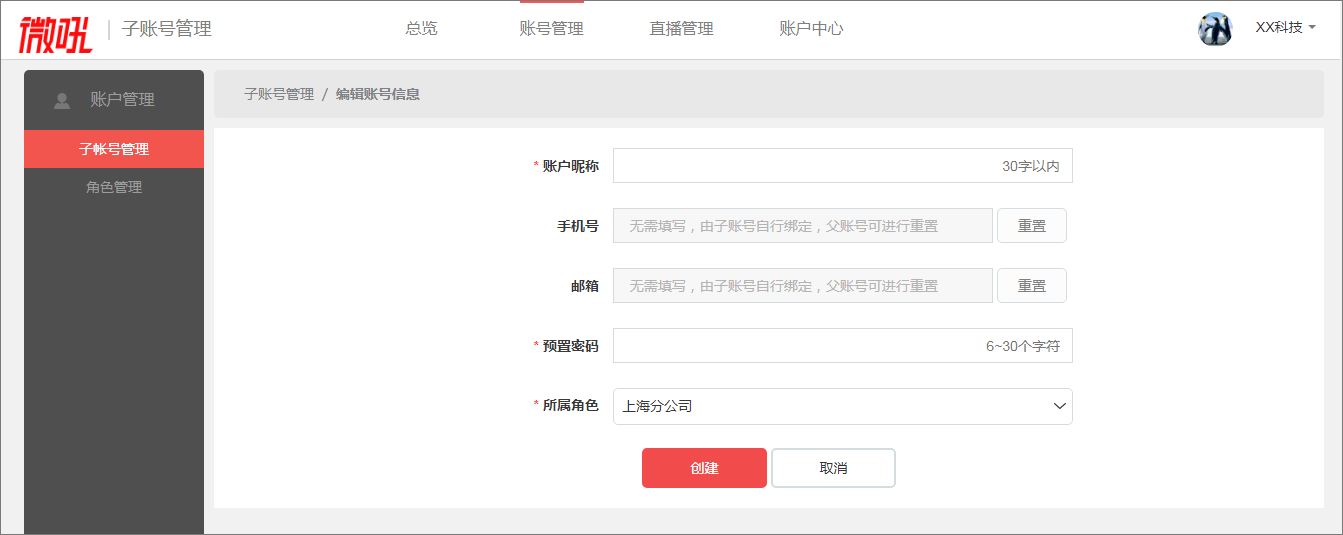 微吼 | 子账号管理 总览 账号管理 直播管理 账户中心 XX科技
账户管理
子帐号管理
角色管理
子账号管理 / 编辑账号信息
* 账户昵称 30字以内
手机号 无需填写，由子账号自行绑定，父账号可进行重置 重置
邮箱 无需填写，由子账号自行绑定，父账号可进行重置 重置
* 预置密码 6~30个字符
* 所属角色 上海分公司
创建 取消